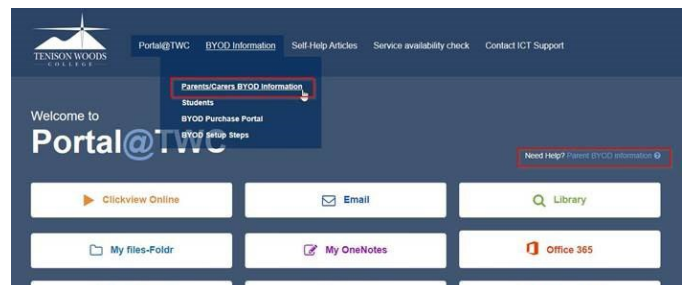 TENISON WOODS
COLLEGE
Portal@TWC BYOD Information Self-Help Articles Service availability check Contact ICT Support
Parents/Carers BYOD Information
Students
BYOD Purchase Portal
BYOD Setup Steps
Welcome to
Portal@TWC
Need Help? Parent BYOD information
Clickview Online Email Library
My files-Foldr My OneNotes Office 365